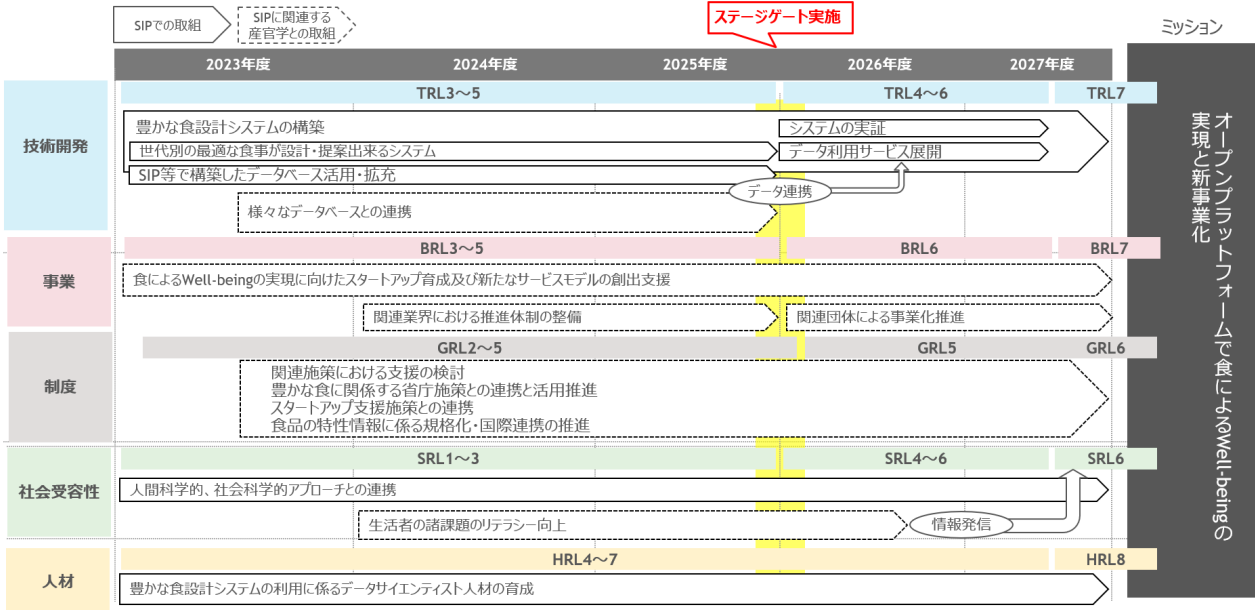 SIPでの取組
SIPに関連する
産官学との取組
ステージゲート実施
ミッション
2023年度
2024年度
2025年度
2026年度
2027年度
技術開発
TRL3～5
TRL4～6
TRL7
豊かな食設計システムの構築
システムの実証
世代別の最適な食事が設計・提案出来るシステム
データ利用サービス展開
SIP等で構築したデータベース活用・拡充
データ連携
様々なデータベースとの連携
事業
BRL3～5
BRL6
BRL7
食によるWell-beingの実現に向けたスタートアップ育成及び新たなサービスモデルの創出支援
関連業界における推進体制の整備
関連団体による事業化推進
制度
GRL2～5
GRL5
GRL6
関連施策における支援の検討
豊かな食に関係する省庁施策との連携と活用推進
スタートアップ支援施策との連携
食品の特性情報に係る規格化・国際連携の推進
社会受容性
SRL1～3
SRL4～6
SRL6
人間科学的、社会科学的アプローチとの連携
生活者の諸課題のリテラシー向上
情報発信
人材
HRL4～7
HRL8
豊かな食設計システムの利用に係るデータサイエンティスト人材の育成
オープンプラットフォームで食によるWell-beingの
実現と新事業化